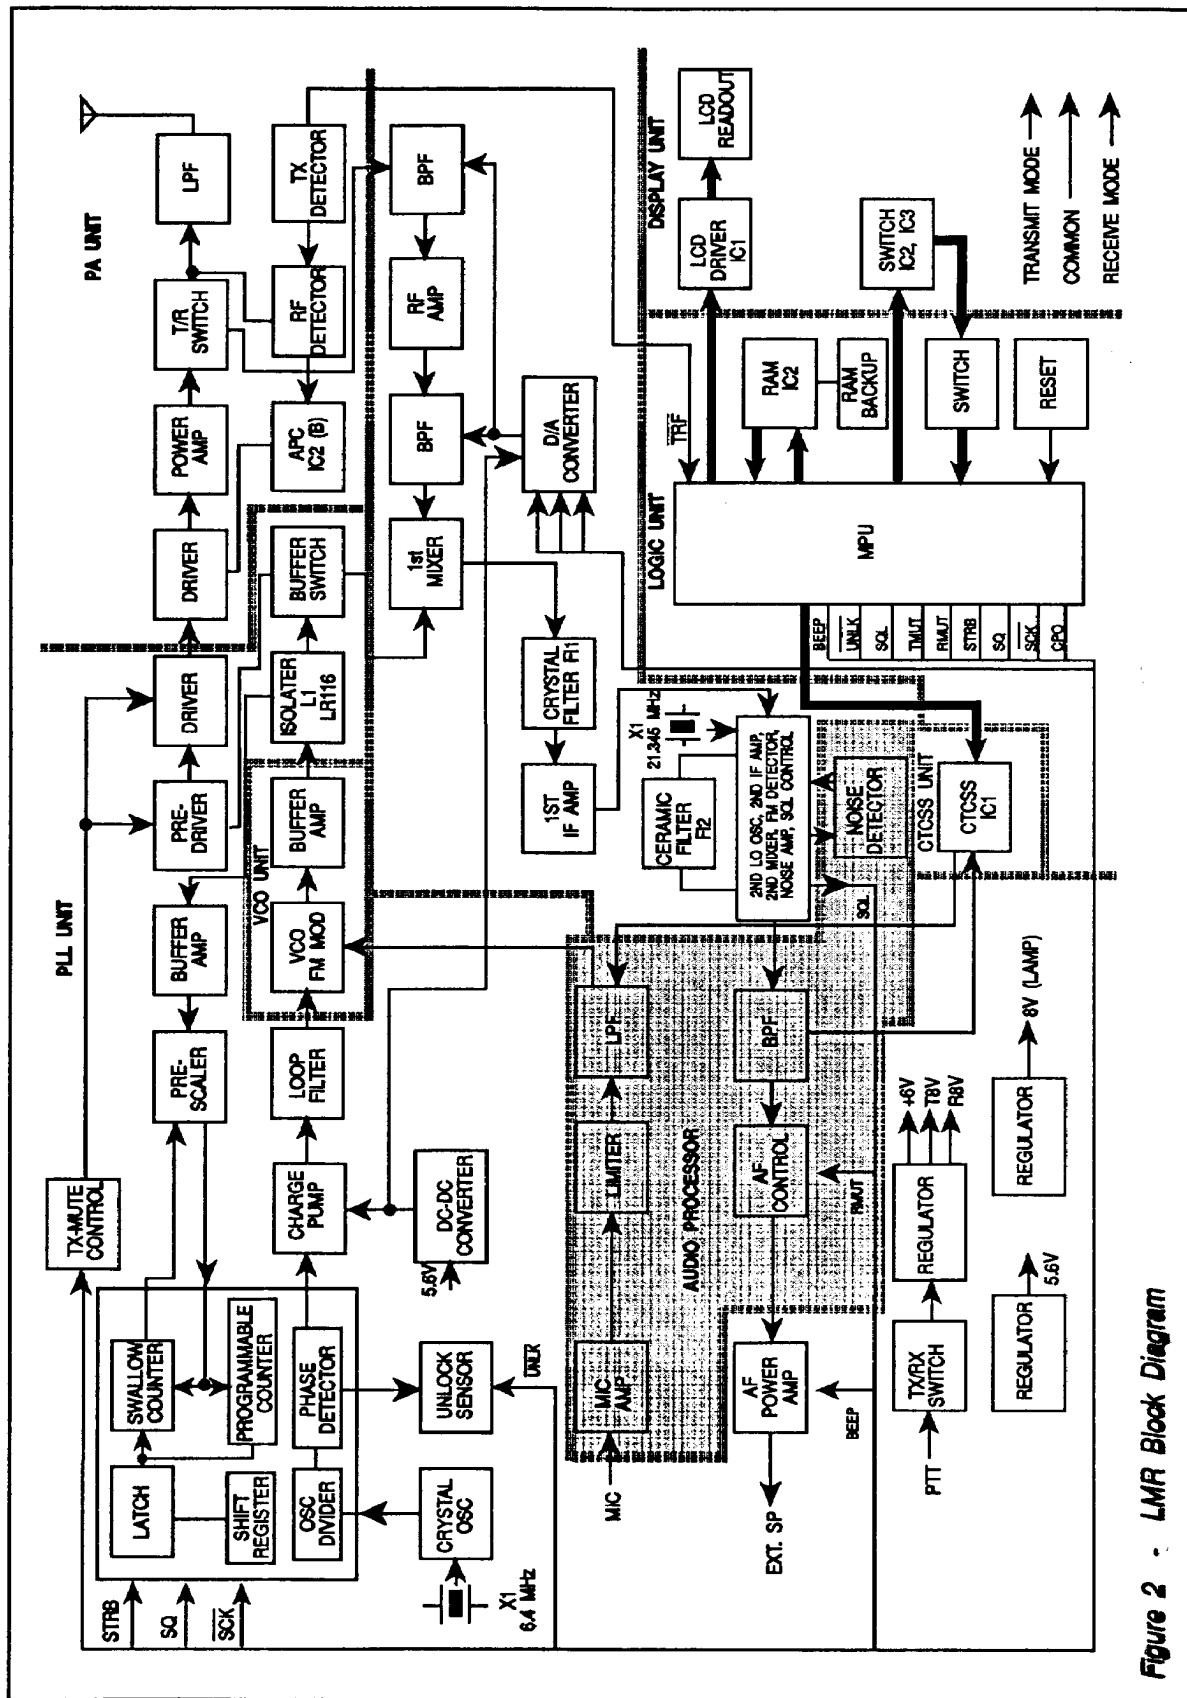 PLL UNIT
PA UNIT
TX-MUTE
CONTROL
STRB
SQ
SCK
LATCH
SWALLOW
COUNTER
SHIFT
REGISTER
PROGRAMMABLE
COUNTER
OSC
DIVIDER
PHASE
DETECTOR
PRE-
SCALER
BUFFER
AMP
PRE-
DRIVER
DRIVER
DRIVER
POWER
AMP
T/R
SWITCH
LPF
CHARGE
PUMP
LOOP
FILTER
VCO UNIT
VCO
FM MOD
BUFFER
AMP
ISOLATER
L1
LR116
BUFFER
SWITCH
APC
IC2 (B)
RF
DETECTOR
TX
DETECTOR
X1
6.4 MHz
CRYSTAL
OSC
UNLOCK
SENSOR
UNLK
5.6V
DC-DC
CONVERTER
1st
MIXER
BPF
RF
AMP
BPF
D/A
CONVERTER
CRYSTAL
FILTER FI1
1ST
IF AMP
MIC
MIC
AMP
LIMITER
LPF
AUDIO PROCESSOR
EXT. SP
AF
POWER
AMP
AF
CONTROL
BPF
BEEP
RMUT
SQL
CERAMIC
FILTER
FI2
X1
21.345 MHz
2ND LO OSC, 2ND IF AMP,
2ND MIXER, FM DETECTOR,
NOISE AMP, SQL CONTROL
NOISE
DETECTOR
CTCSS UNIT
CTCSS
IC1
LOGIC UNIT
TRF
MPU
BEEP
UNLK
SQL
TMUT
RMUT
STRB
SQ
SCK
CPO
RAM
IC2
RAM
BACKUP
SWITCH
RESET
DISPLAY UNIT
LCD
DRIVER
IC1
LCD
READOUT
SWITCH
IC2, IC3
PTT
TX/RX
SWITCH
REGULATOR
+6V
T8V
R8V
REGULATOR
5.6V
REGULATOR
8V (LAMP)
TRANSMIT MODE
COMMON
RECEIVE MODE
Figure 2 - LMR Block Diagram